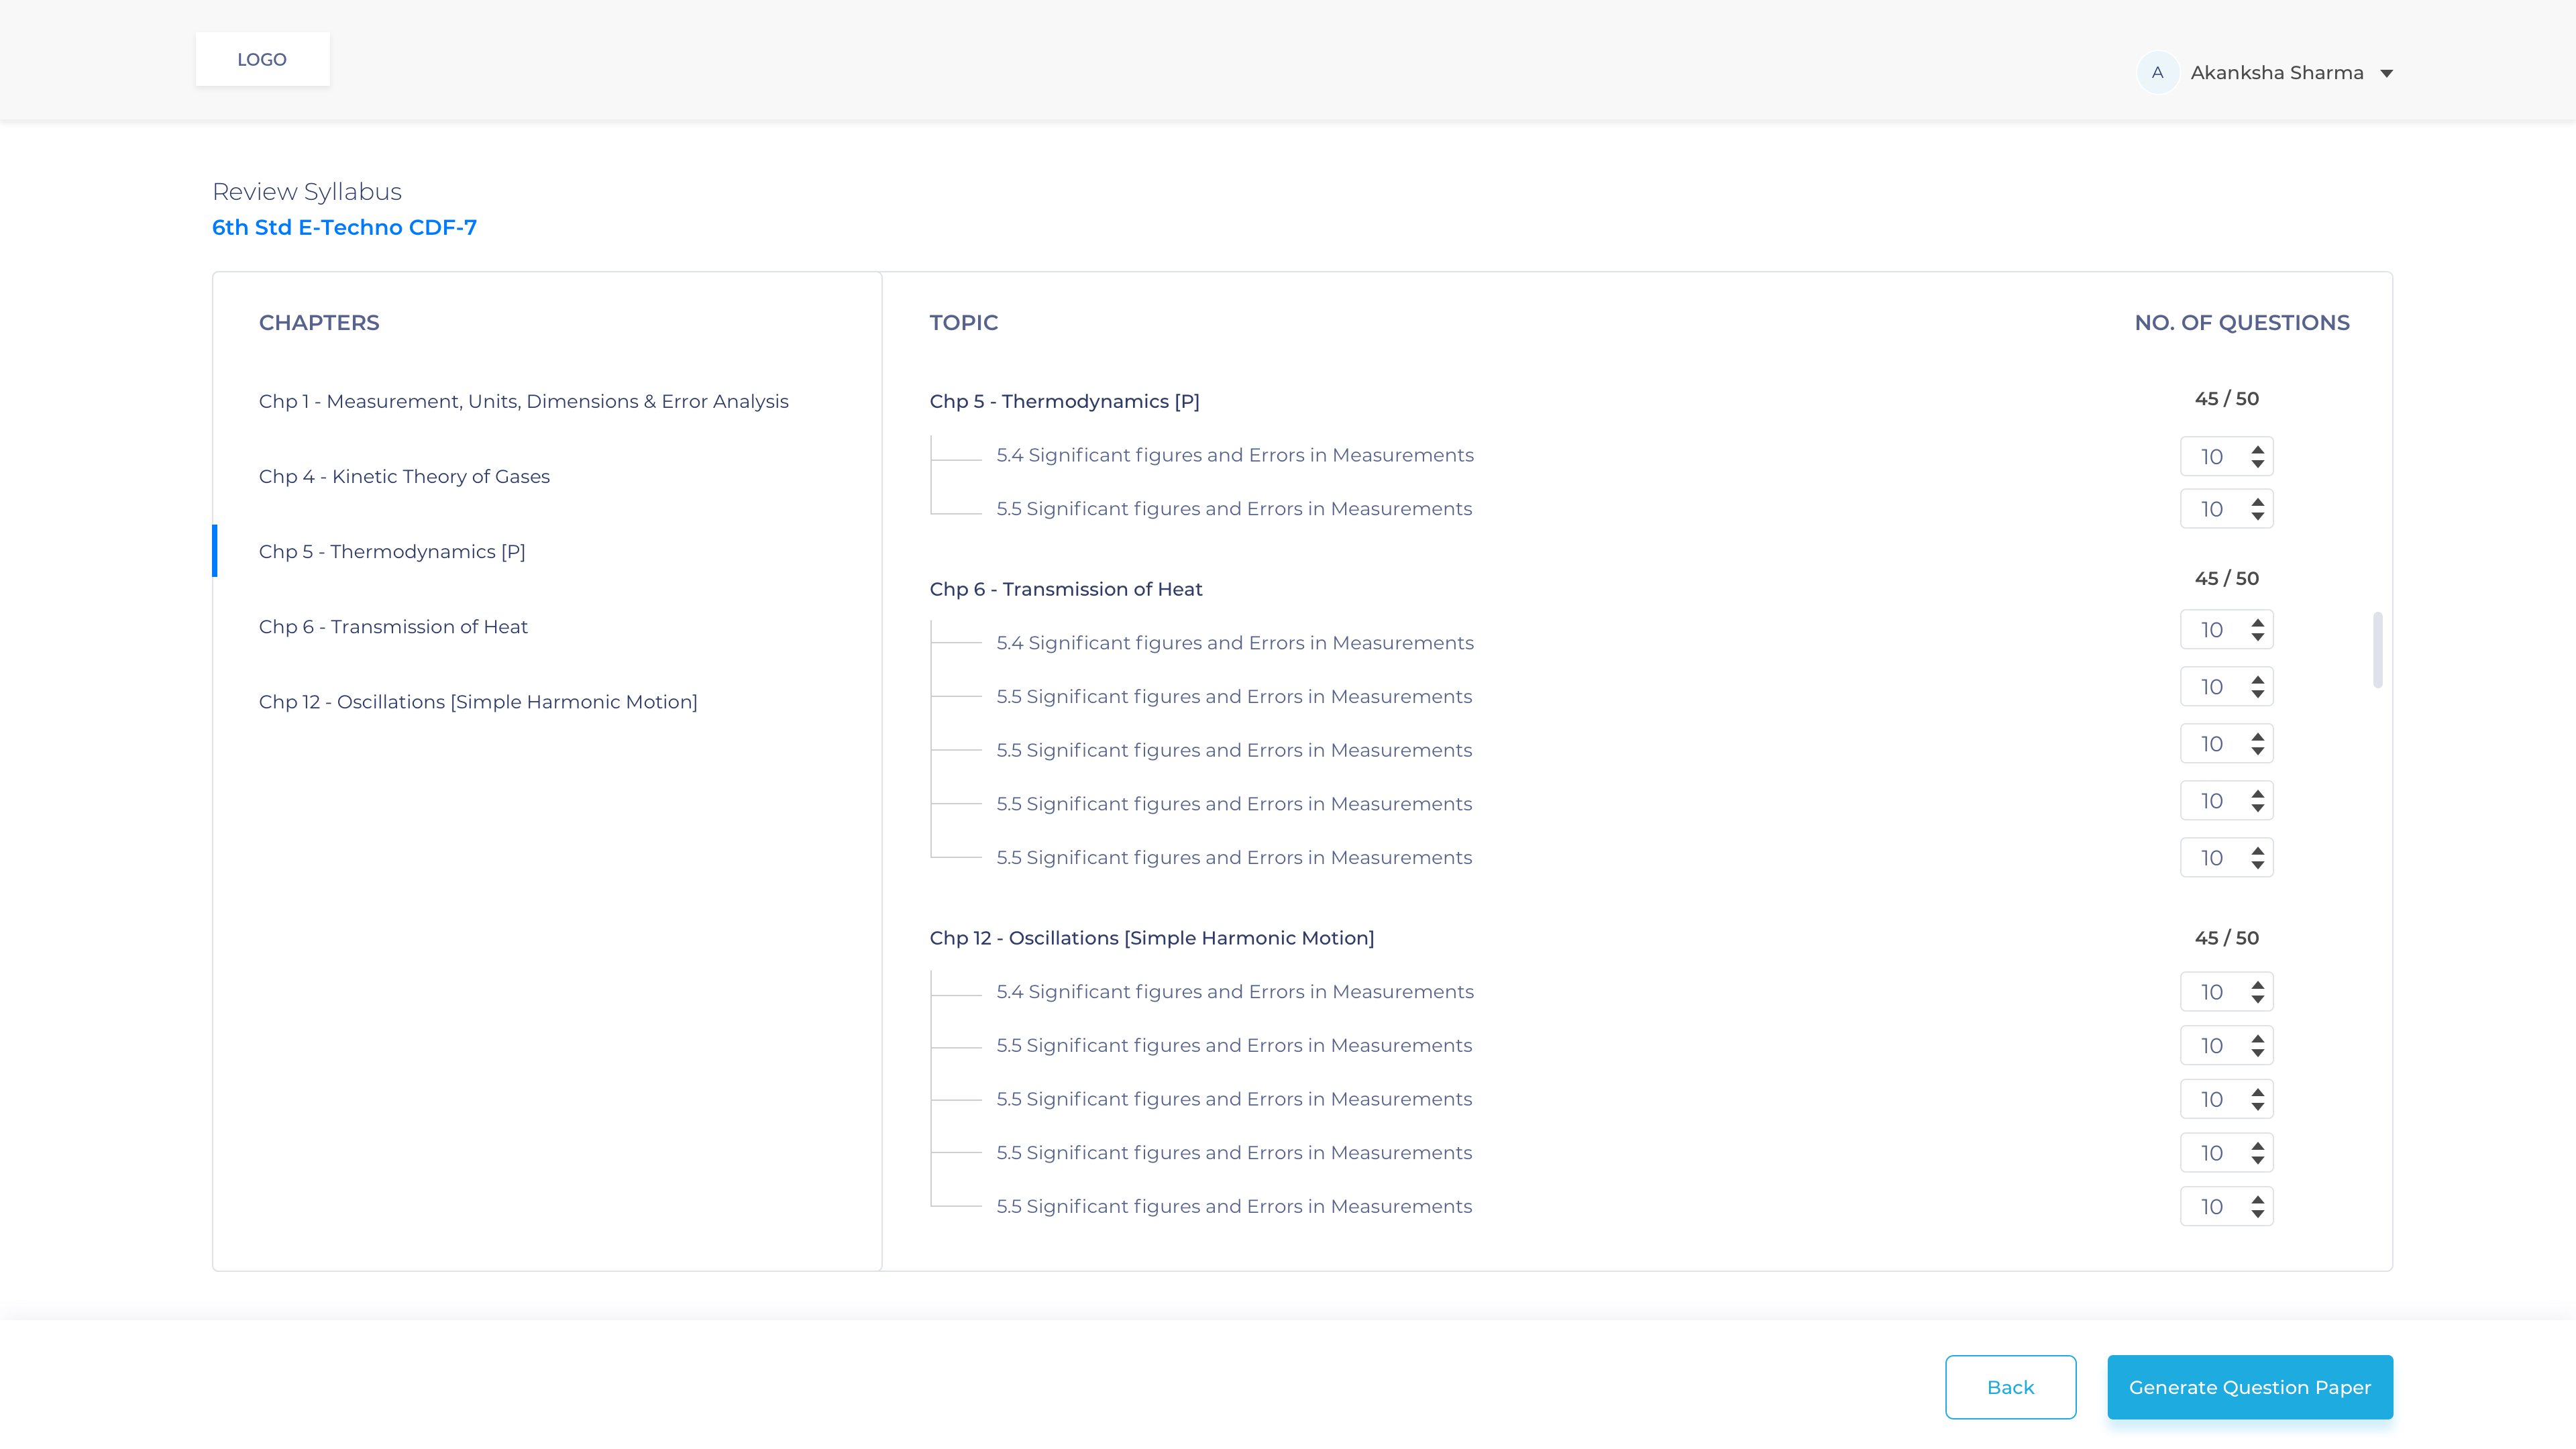 LOGO
A Akanksha Sharma
Review Syllabus
6th Std E-Techno CDF-7
CHAPTERS
Chp 1 - Measurement, Units, Dimensions & Error Analysis
Chp 4 - Kinetic Theory of Gases
Chp 5 - Thermodynamics [P]
Chp 6 - Transmission of Heat
Chp 12 - Oscillations [Simple Harmonic Motion]
TOPIC NO. OF QUESTIONS
Chp 5 - Thermodynamics [P] 45 / 50
5.4 Significant figures and Errors in Measurements 10
5.5 Significant figures and Errors in Measurements 10
Chp 6 - Transmission of Heat 45 / 50
5.4 Significant figures and Errors in Measurements 10
5.5 Significant figures and Errors in Measurements 10
5.5 Significant figures and Errors in Measurements 10
5.5 Significant figures and Errors in Measurements 10
5.5 Significant figures and Errors in Measurements 10
Chp 12 - Oscillations [Simple Harmonic Motion] 45 / 50
5.4 Significant figures and Errors in Measurements 10
5.5 Significant figures and Errors in Measurements 10
5.5 Significant figures and Errors in Measurements 10
5.5 Significant figures and Errors in Measurements 10
5.5 Significant figures and Errors in Measurements 10
Back Generate Question Paper